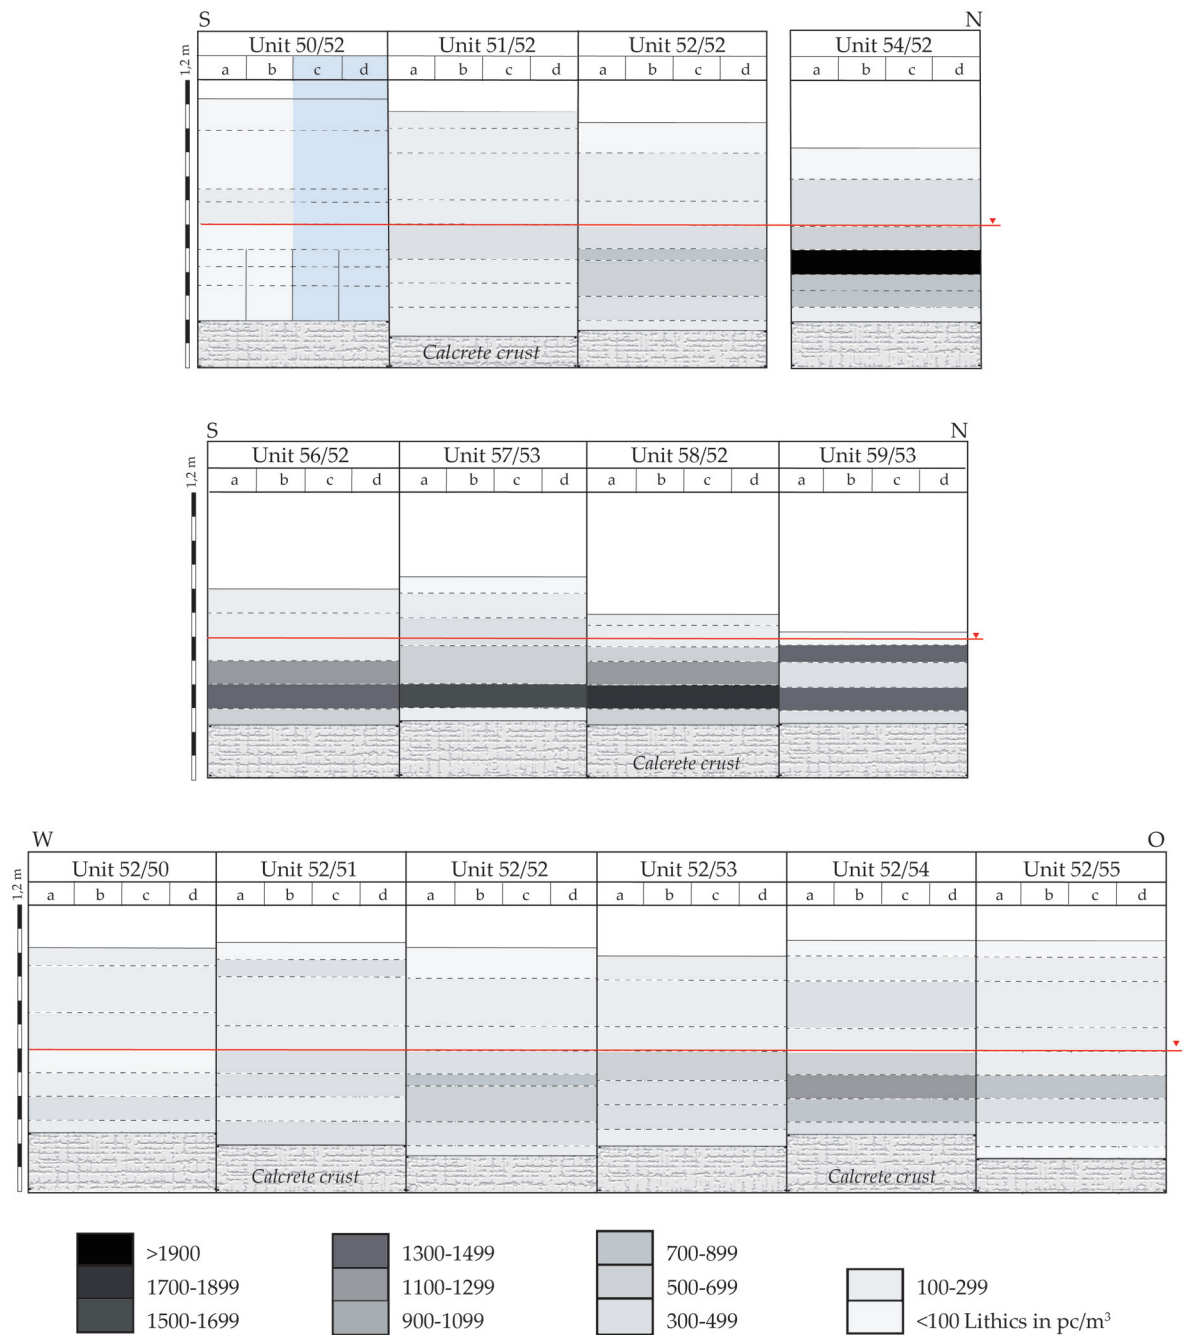 S N
Unit 50/52 Unit 51/52 Unit 52/52 Unit 54/52
a b c d a b c d a b c d a b c d
1,2 m
Calcrete crust
S N
Unit 56/52 Unit 57/53 Unit 58/52 Unit 59/53
a b c d a b c d a b c d a b c d
1,2 m
Calcrete crust
W O
Unit 52/50 Unit 52/51 Unit 52/52 Unit 52/53 Unit 52/54 Unit 52/55
a b c d a b c d a b c d a b c d a b c d a b c d
1,2 m
Calcrete crust Calcrete crust
>1900 1300-1499 700-899
1700-1899 1100-1299 500-699 100-299
1500-1699 900-1099 300-499 <100 Lithics in pc/m³